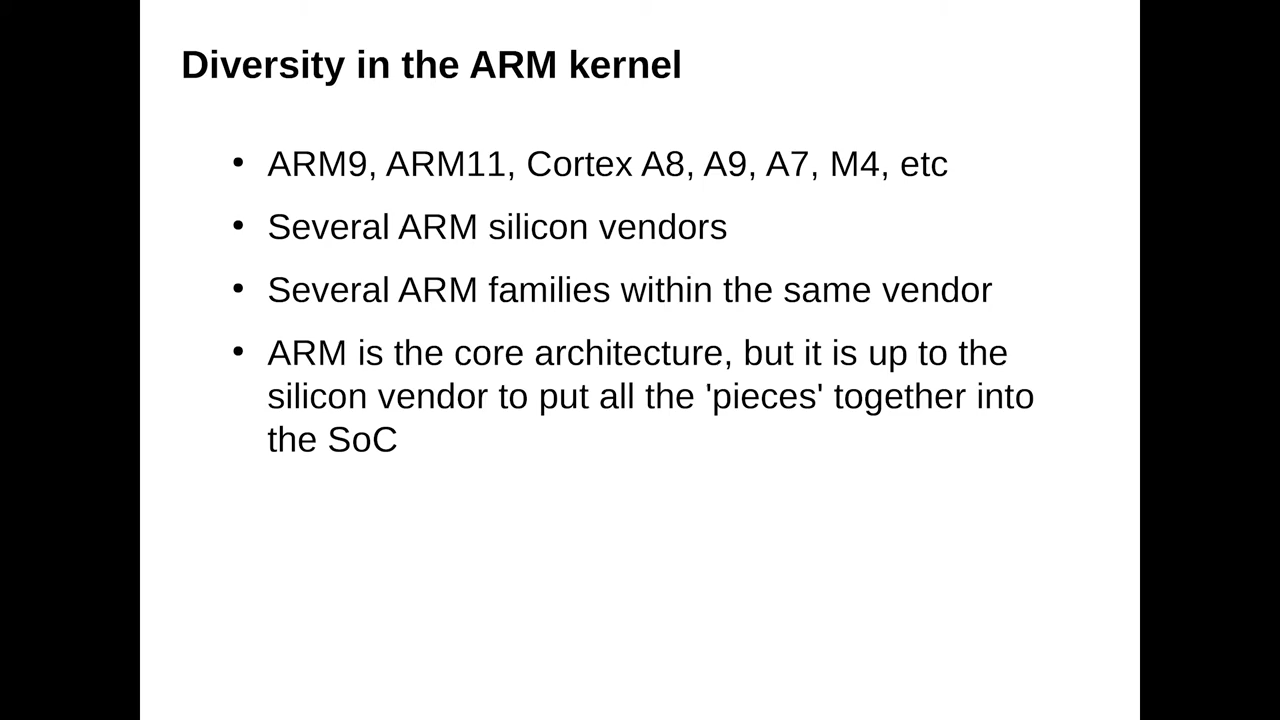 Diversity in the ARM kernel
• ARM9, ARM11, Cortex A8, A9, A7, M4, etc
• Several ARM silicon vendors
• Several ARM families within the same vendor
• ARM is the core architecture, but it is up to the
silicon vendor to put all the 'pieces' together into
the SoC